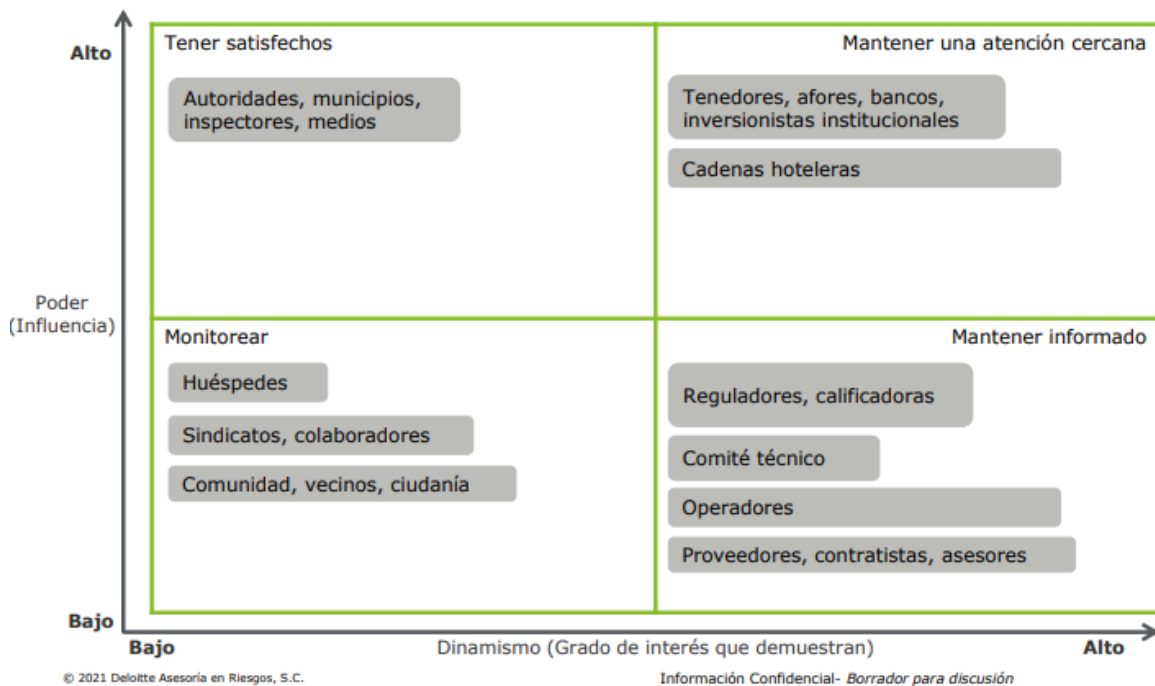 Alto
Tener satisfechos
Mantener una atención cercana
Autoridades, municipios,
inspectores, medios
Tenedores, afores, bancos,
inversionistas institucionales
Cadenas hoteleras
Poder
(Influencia)
Monitorear
Mantener informado
Huéspedes
Sindicatos, colaboradores
Comunidad, vecinos, ciudanía
Reguladores, calificadoras
Comité técnico
Operadores
Proveedores, contratistas, asesores
Bajo
Bajo
Dinamismo (Grado de interés que demuestran)
Alto
© 2021 Deloitte Asesoría en Riesgos, S.C.
Información Confidencial- Borrador para discusión